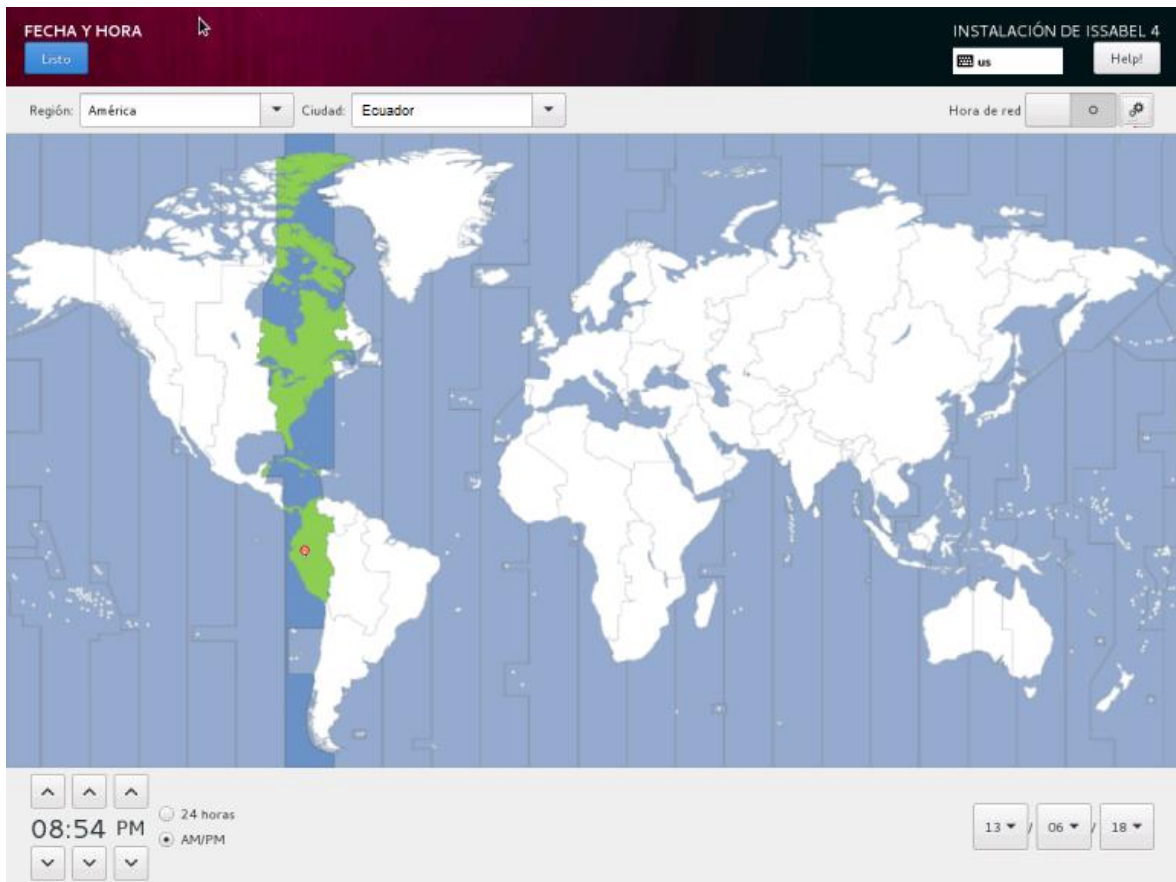 FECHA Y HORA
INSTALACIÓN DE ISSABEL 4
Listo
us
Help!
Región: América
Ciudad: Ecuador
Hora de red
24 horas
08:54 PM
AM/PM
13 / 06 / 18